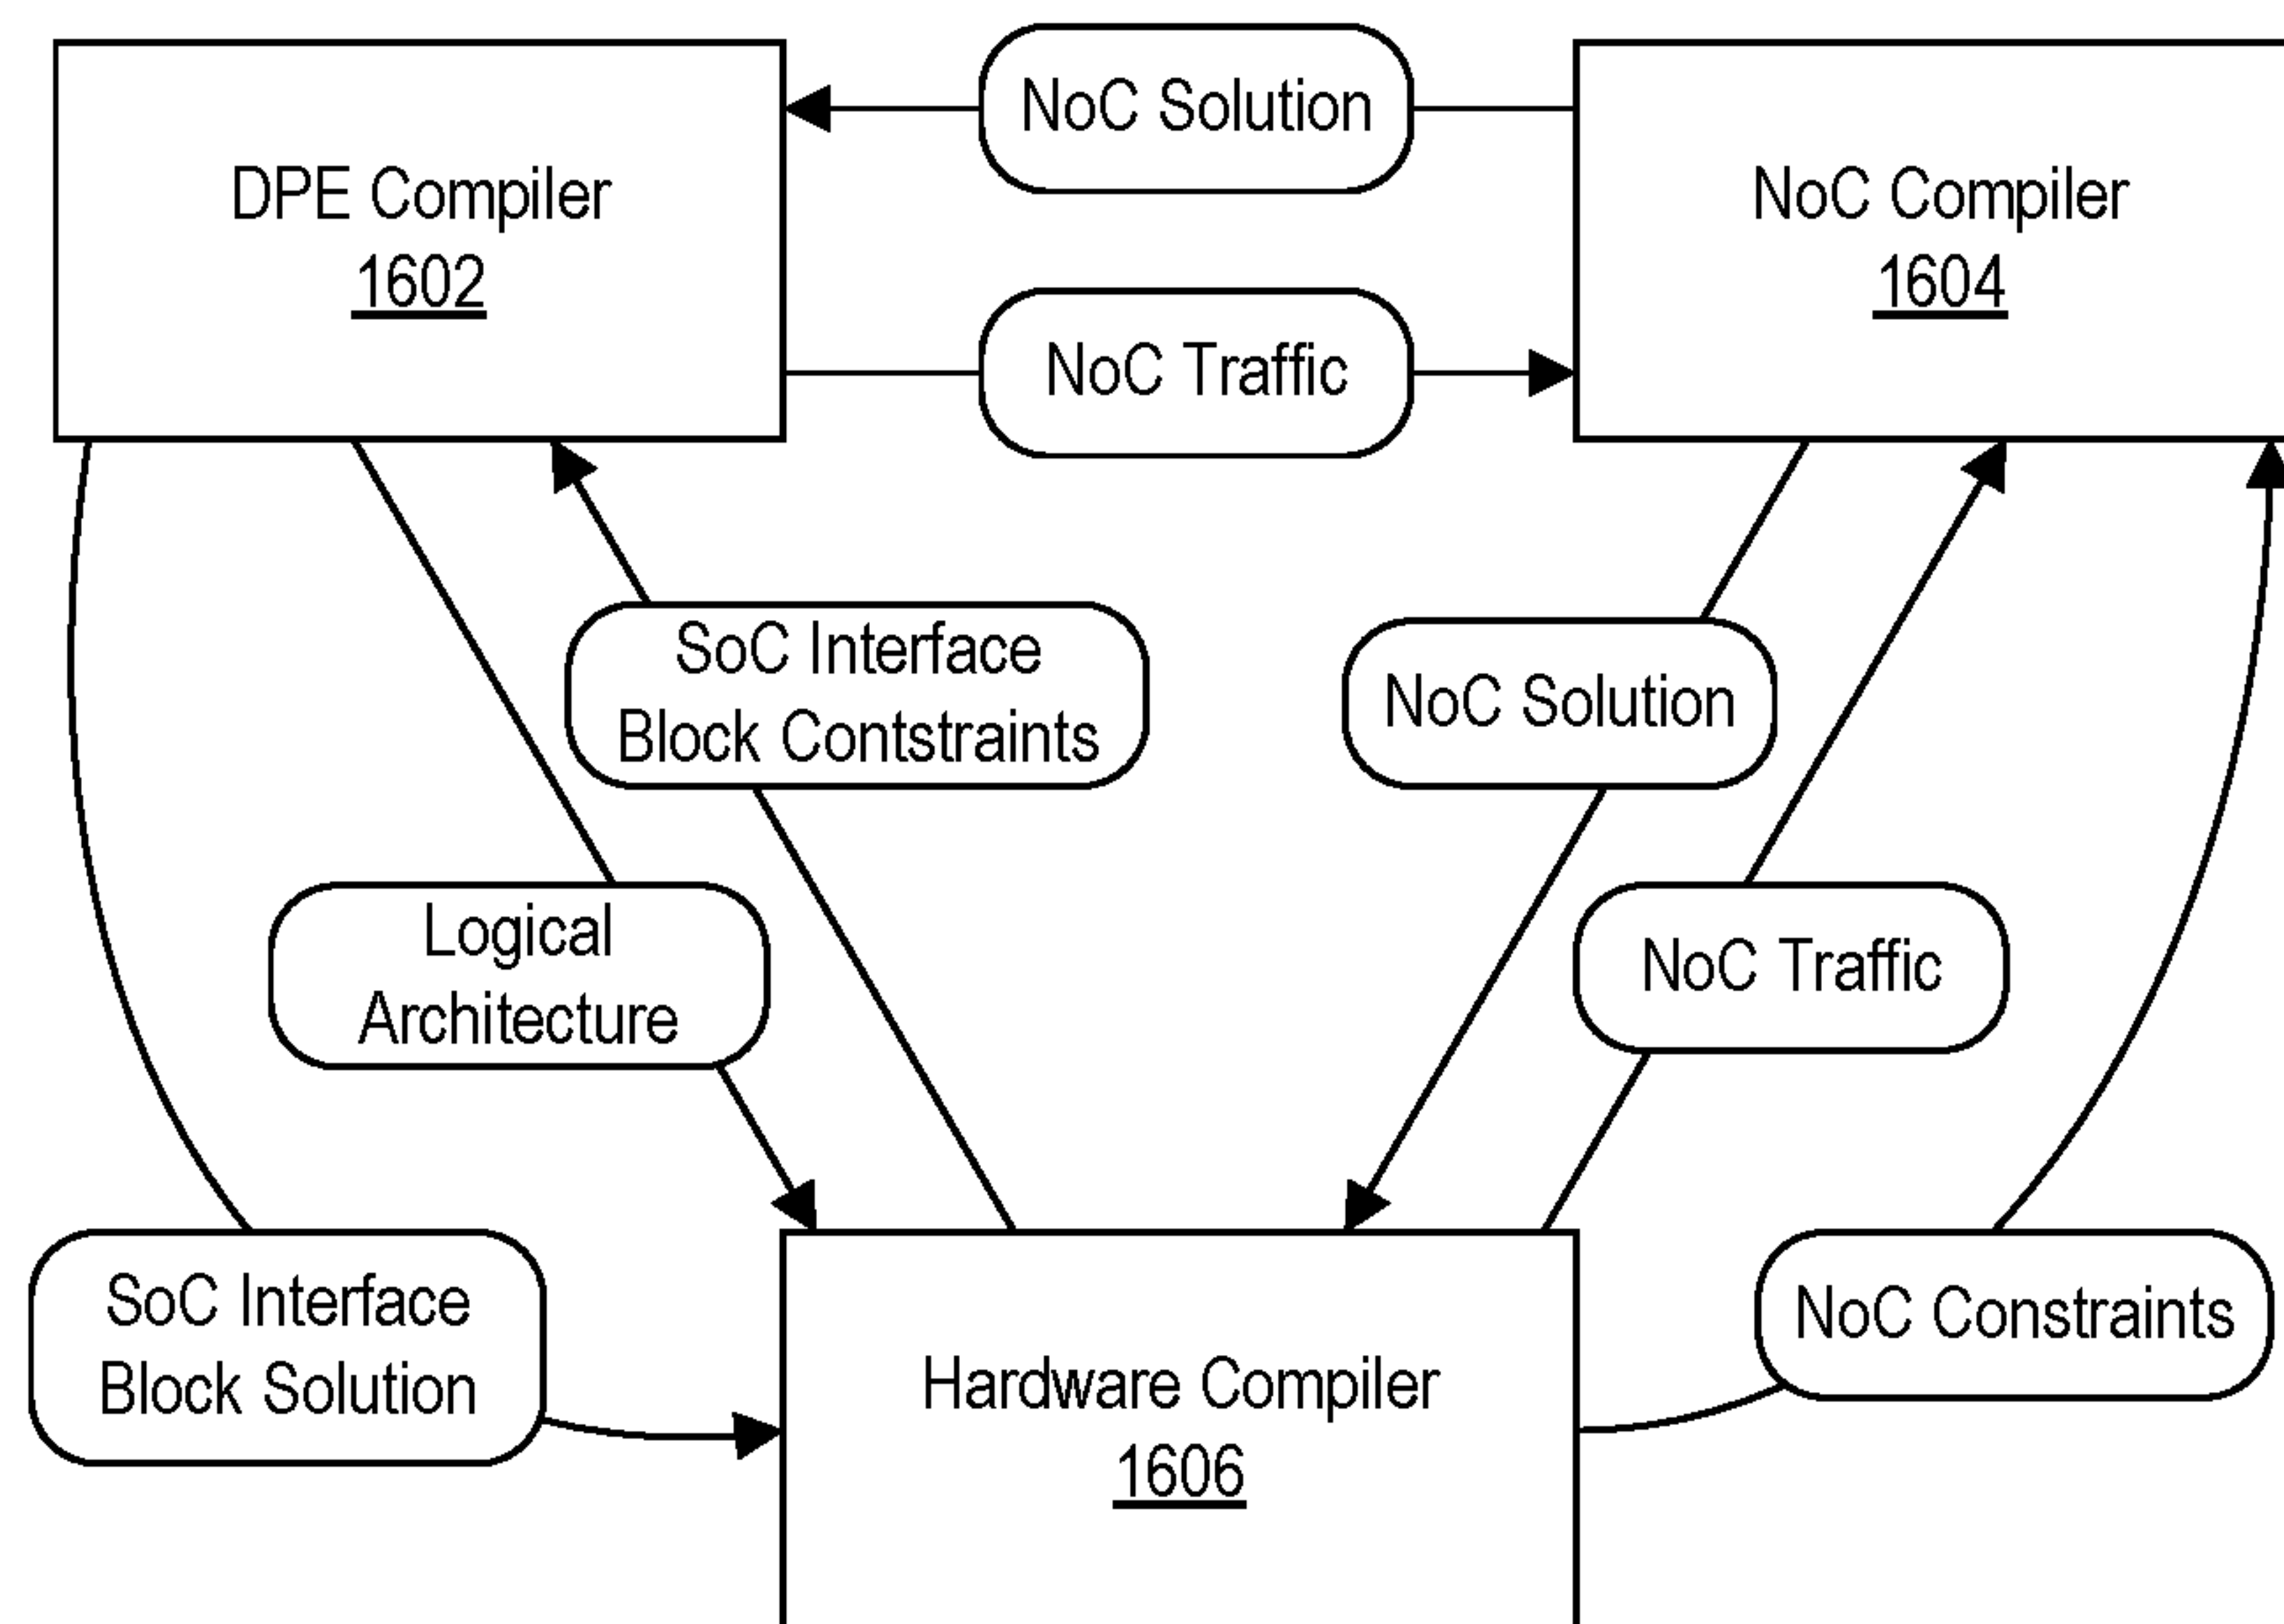 NoC Solution
DPE Compiler
1602
NoC Compiler
1604
NoC Traffic
SoC Interface
Block Contstraints
NoC Solution
Logical
Architecture
NoC Traffic
SoC Interface
Block Solution
Hardware Compiler
1606
NoC Constraints